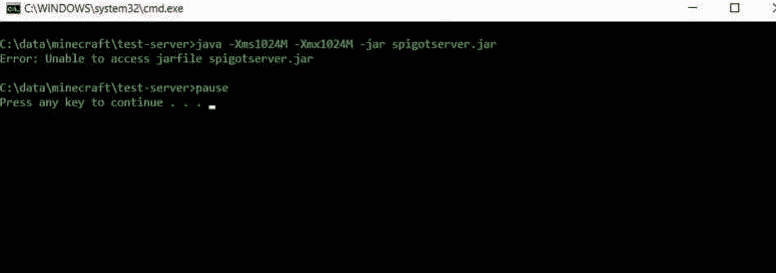 C:\WINDOWS\system32\cmd.exe
C:\data\minecraft\test-server>java -Xms1024M -Xmx1024M -jar spigotserver.jar
Error: Unable to access jarfile spigotserver.jar
C:\data\minecraft\test-server>pause
Press any key to continue . . .